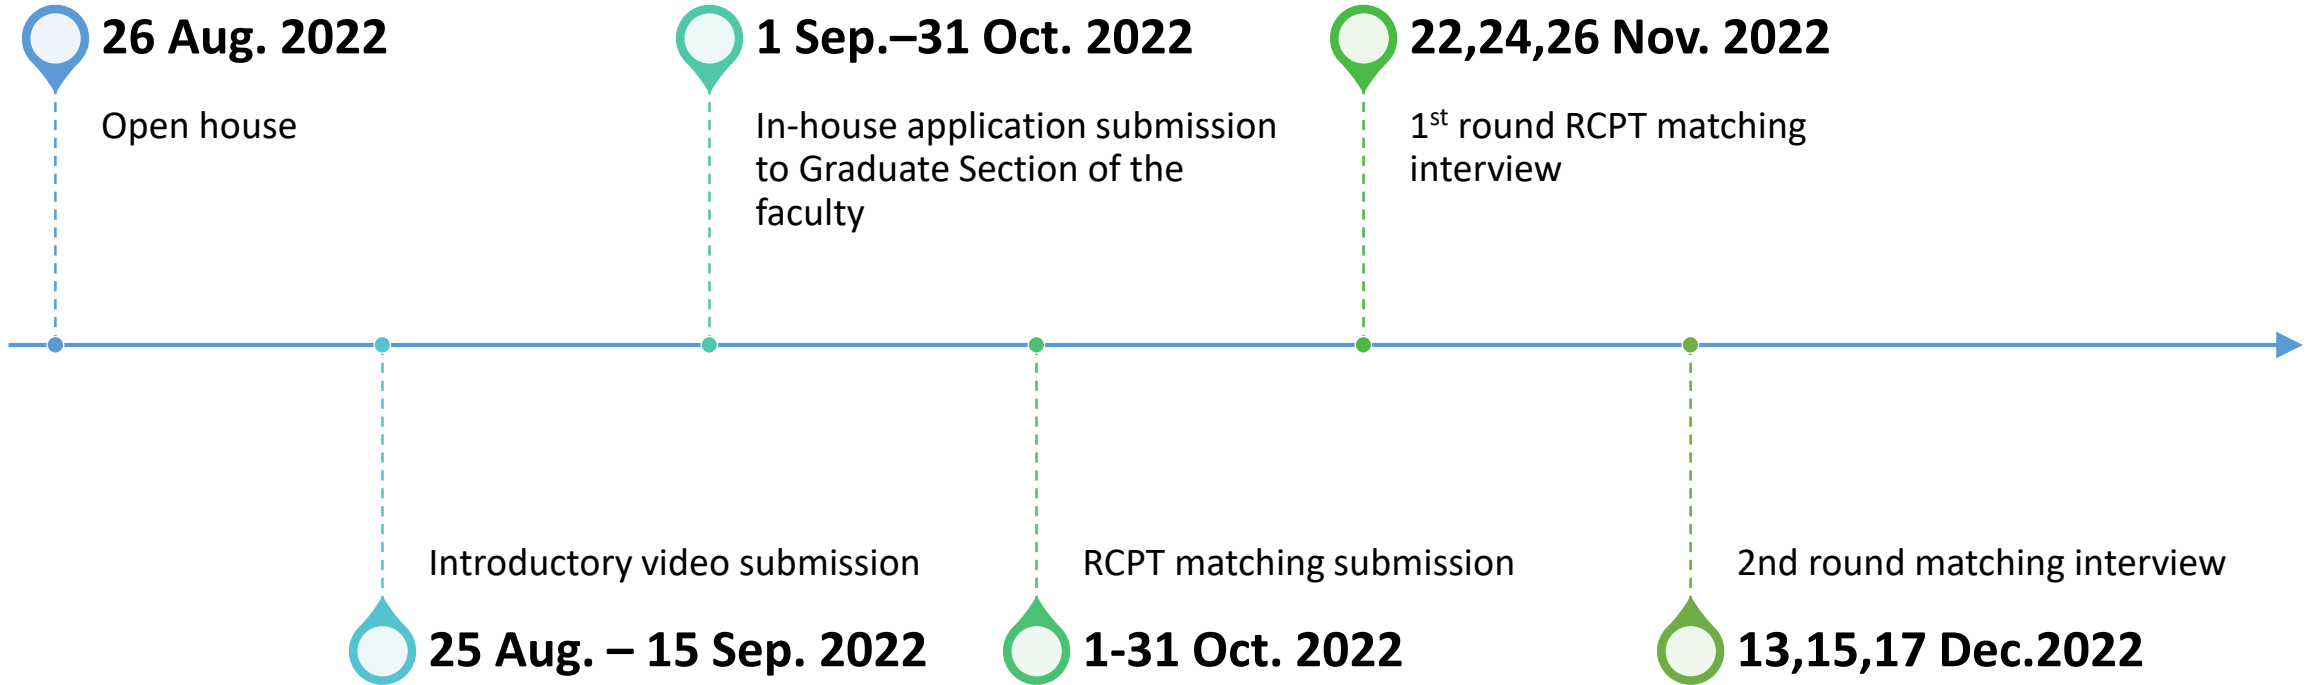 26 Aug. 2022
Open house
Introductory video submission
25 Aug. – 15 Sep. 2022
1 Sep.–31 Oct. 2022
In-house application submission
to Graduate Section of the
faculty
RCPT matching submission
1-31 Oct. 2022
22,24,26 Nov. 2022
1st round RCPT matching
interview
2nd round matching interview
13,15,17 Dec.2022